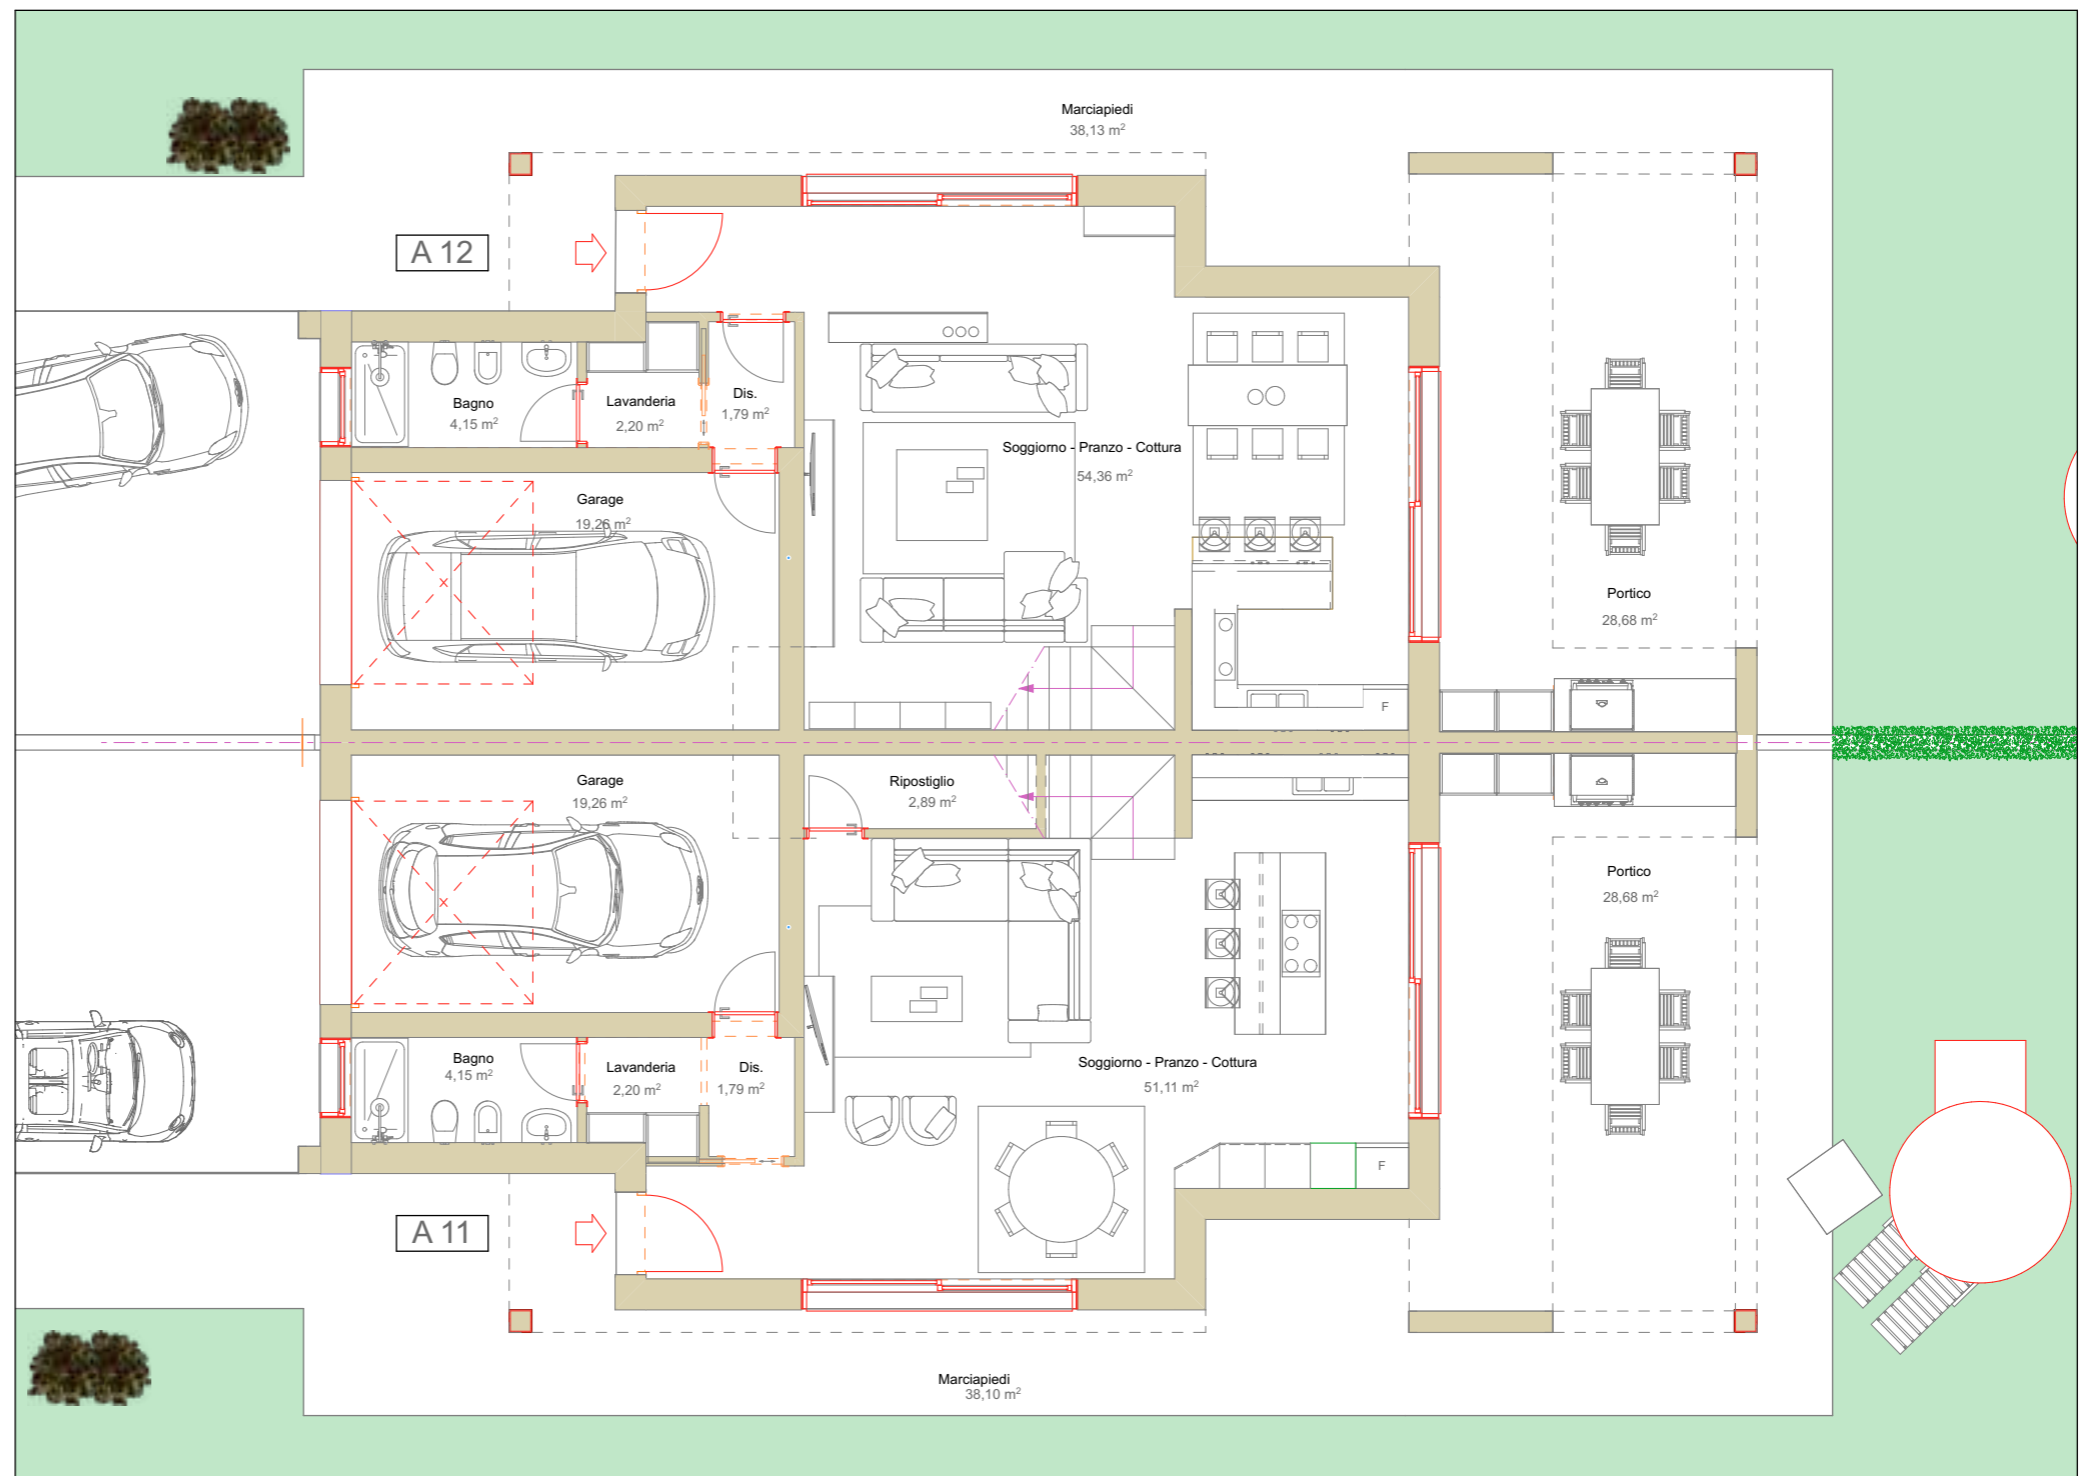 Marciapiedi
38,13 m²
A 12
Bagno
4,15 m²
Lavanderia
2,20 m²
Dis.
1,79 m²
Soggiorno - Pranzo - Cottura
54,36 m²
Garage
19,26 m²
Portico
28,68 m²
F
Garage
19,26 m²
Ripostiglio
2,89 m²
Portico
28,68 m²
Bagno
4,15 m²
Lavanderia
2,20 m²
Dis.
1,79 m²
Soggiorno - Pranzo - Cottura
51,11 m²
F
A 11
Marciapiedi
38,10 m²